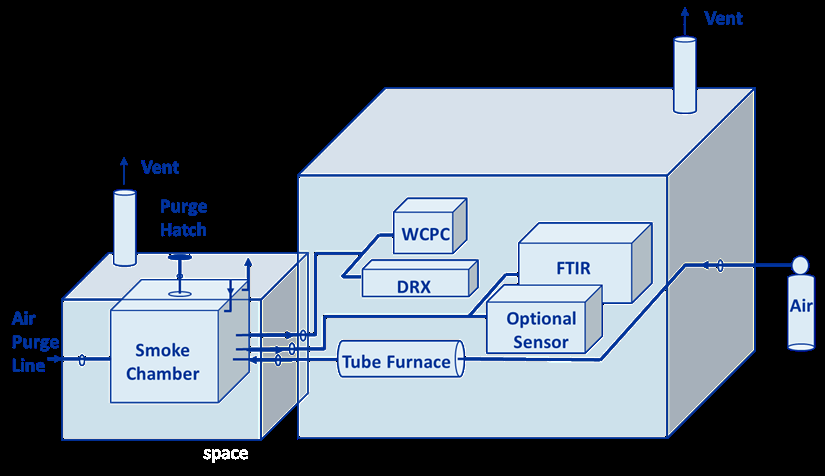 Vent
Vent
Purge
Hatch
WCPC
FTIR
DRX
Air
Air
Purge
Line
Optional
Sensor
Smoke
Chamber
Tube Furnace
space